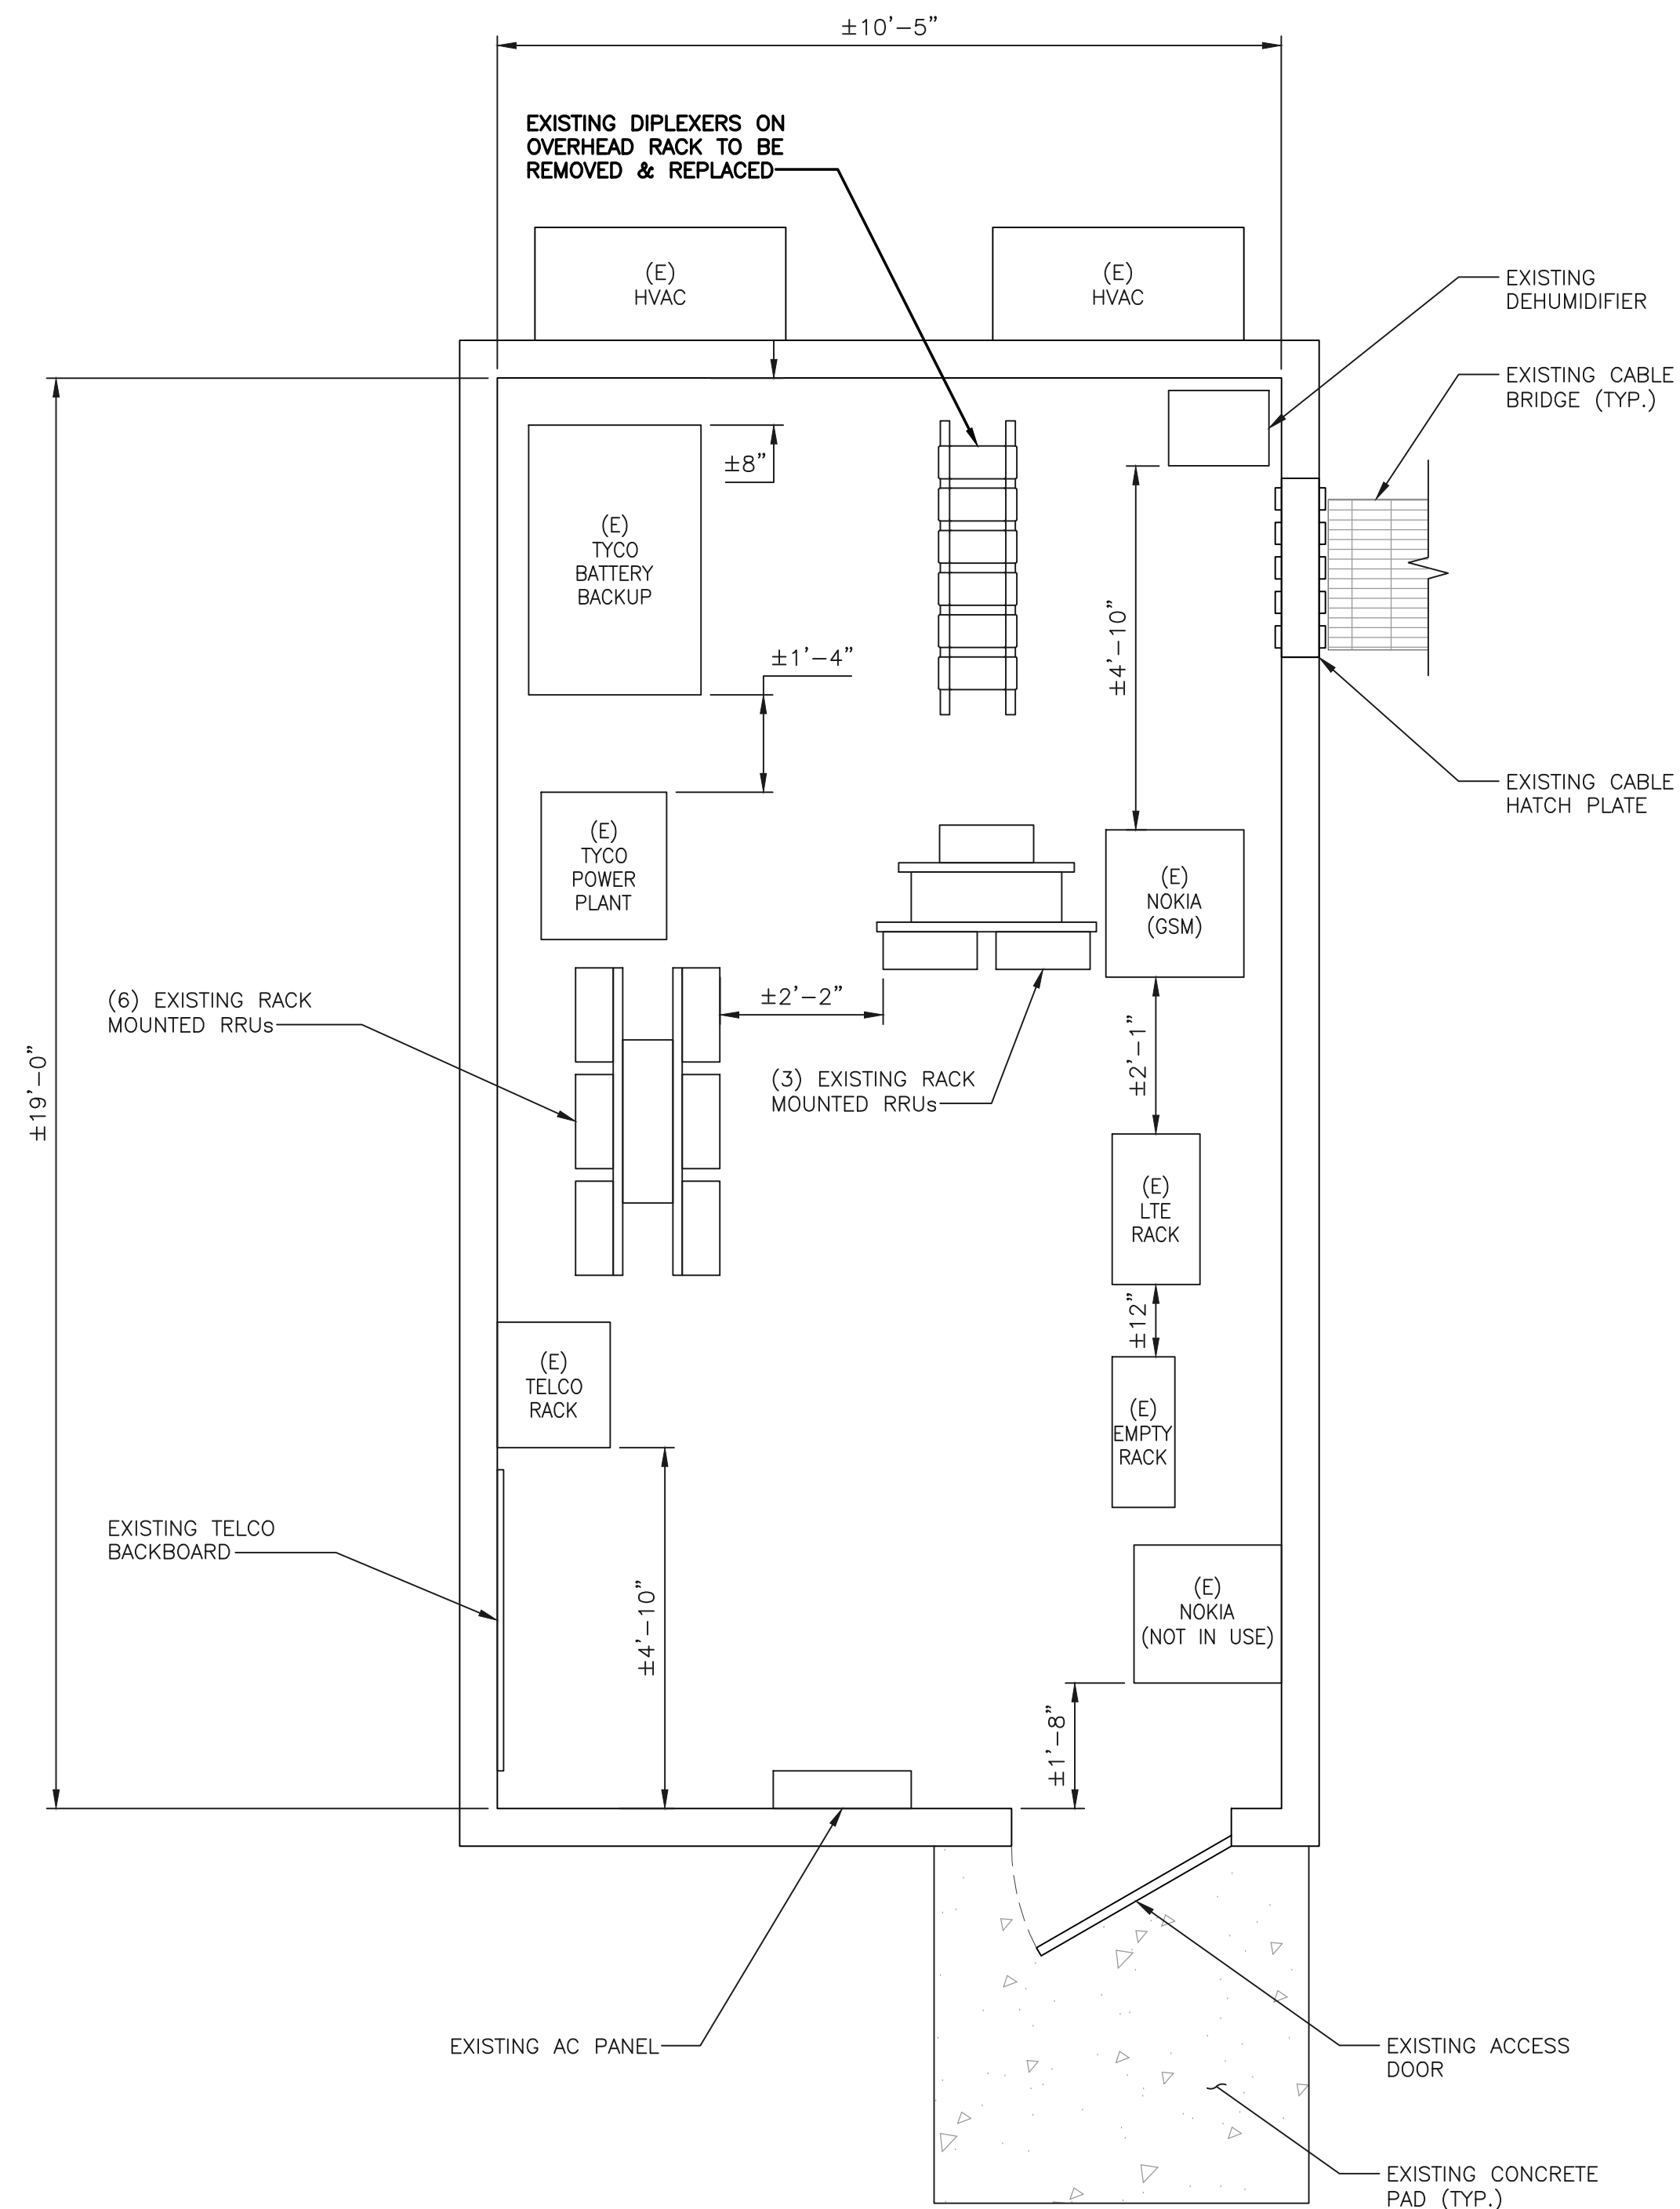 ±10’–5”
EXISTING DIPLEXERS ON
OVERHEAD RACK TO BE
REMOVED & REPLACED
(E)
HVAC
(E)
HVAC
EXISTING
DEHUMIDIFIER
EXISTING CABLE
BRIDGE (TYP.)
±8”
(E)
TYCO
BATTERY
BACKUP
±4’–10”
±1’–4”
EXISTING CABLE
HATCH PLATE
(E)
TYCO
POWER
PLANT
(E)
NOKIA
(GSM)
(6) EXISTING RACK
MOUNTED RRUs
±2’–2”
±2’–1”
±19’–0”
(3) EXISTING RACK
MOUNTED RRUs
(E)
LTE
RACK
±12”
(E)
TELCO
RACK
(E)
EMPTY
RACK
EXISTING TELCO
BACKBOARD
±4’–10”
(E)
NOKIA
(NOT IN USE)
±1’–8”
EXISTING AC PANEL
EXISTING ACCESS
DOOR
EXISTING CONCRETE
PAD (TYP.)